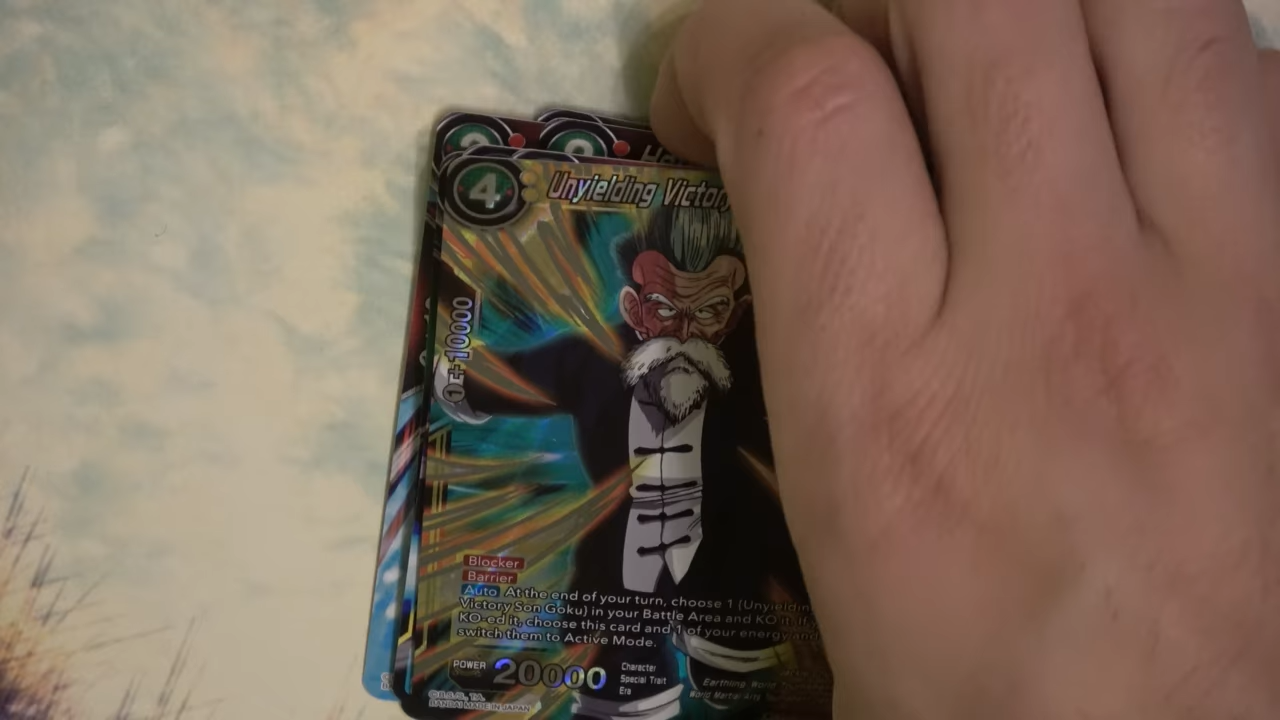 4
Unyielding Victory
1 E+10000
Blocker
Barrier
Auto At the end of your turn, choose 1 (Unyieldin
Victory Son Goku) in your Battle Area and KO it. If
KO-ed it, choose this card and 1 of your energy and
switch them to Active Mode.
POWER
20000
Character
Special Trait
Era
Earthling World
World Martial Arts
BANDAI MADE IN JAPAN